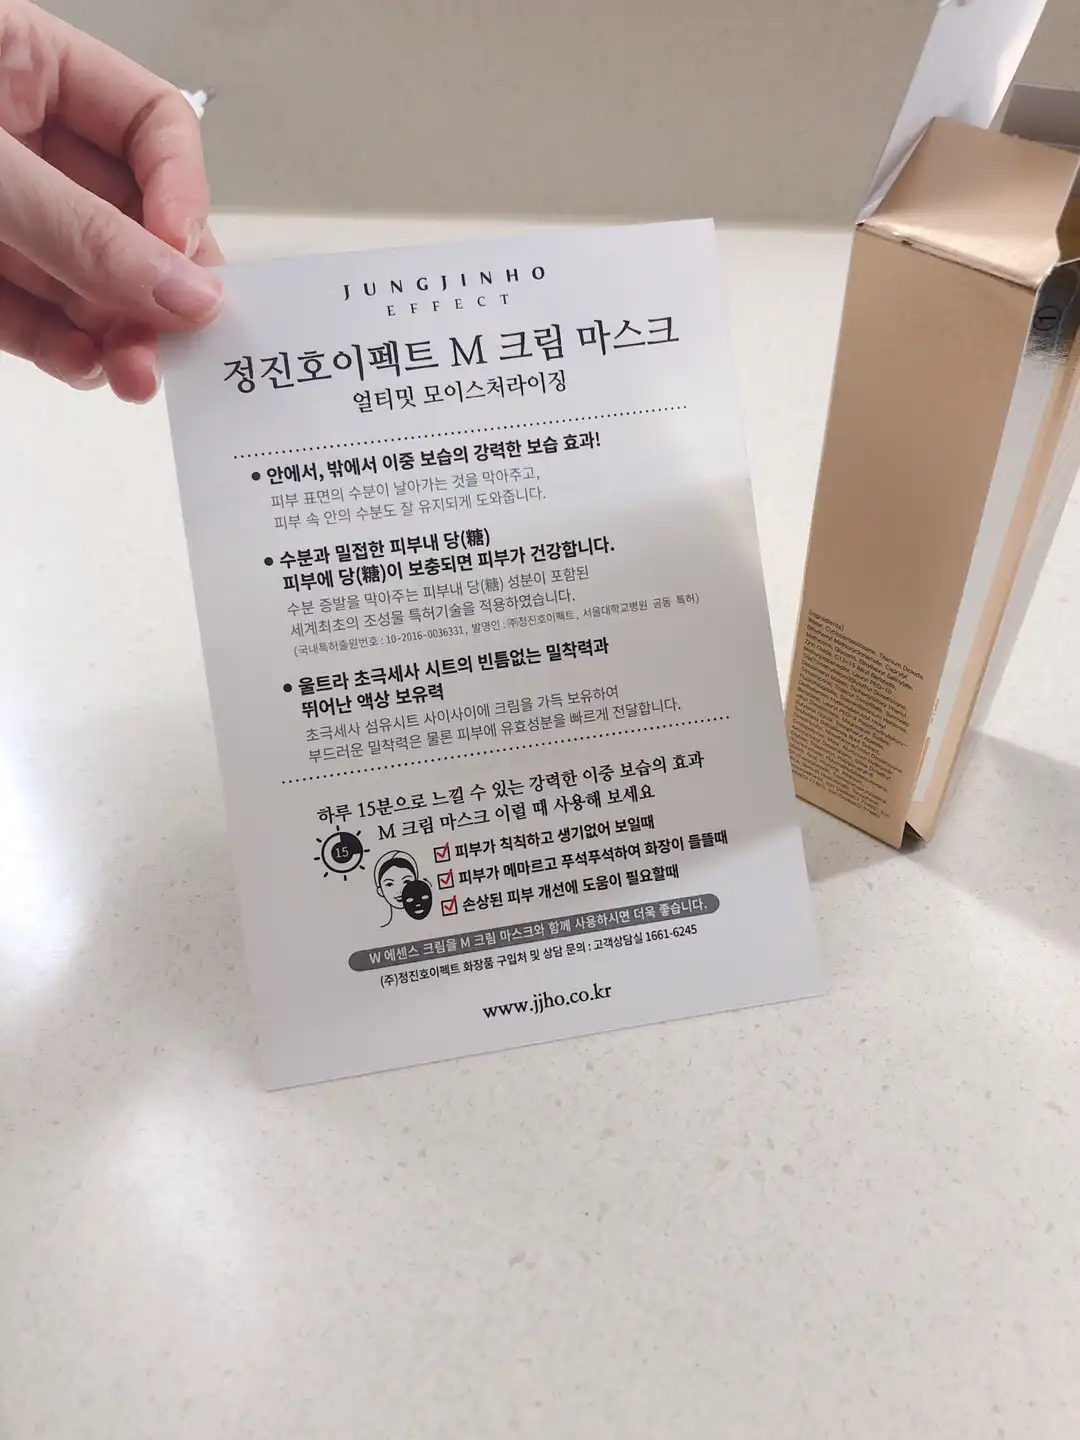 JUNGJINHO
EFFECT
정진호이펙트 M 크림 마스크
얼티밋 모이스처라이징
● 안에서, 밖에서 이중 보습의 강력한 보습 효과!
피부 표면의 수분이 날아가는 것을 막아주고,
피부 속 안의 수분도 잘 유지되게 도와줍니다.
● 수분과 밀접한 피부내 당(糖)
피부에 당(糖)이 보충되면 피부가 건강합니다.
수분 증발을 막아주는 피부내 당(糖) 성분이 포함된
세계최초의 조성물 특허기술을 적용하였습니다.
(국내특허출원번호 : 10-2016-0036331, 발명인 : ㈜정진호이펙트, 서울대학교병원 공동 특허)
● 울트라 초극세사 시트의 빈틈없는 밀착력과
뛰어난 액상 보유력
초극세사 섬유시트 사이사이에 크림을 가득 보유하여
부드러운 밀착력은 물론 피부에 유효성분을 빠르게 전달합니다.
하루 15분으로 느낄 수 있는 강력한 이중 보습의 효과
M 크림 마스크 이럴 때 사용해 보세요
15
피부가 칙칙하고 생기없어 보일때
피부가 메마르고 푸석푸석하여 화장이 들뜰때
손상된 피부 개선에 도움이 필요할때
W 에센스 크림을 M 크림 마스크와 함께 사용하시면 더욱 좋습니다.
(주)정진호이펙트 화장품 구입처 및 상담 문의 : 고객상담실 1661-6245
www.jjho.co.kr
①
[Ingredients]
Water, Cyclopentasiloxane, Titanium Dioxide,